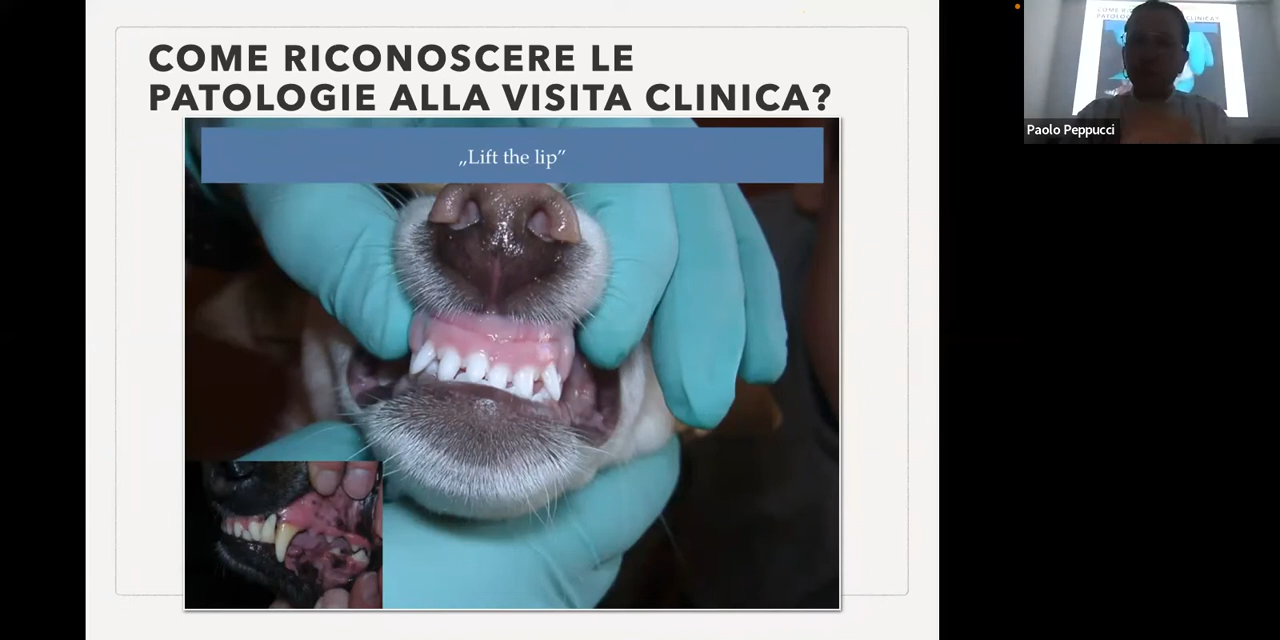 COME RICONOSCERE LE
PATOLOGIE ALLA VISITA CLINICA?
„Lift the lip”
Paolo Peppucci